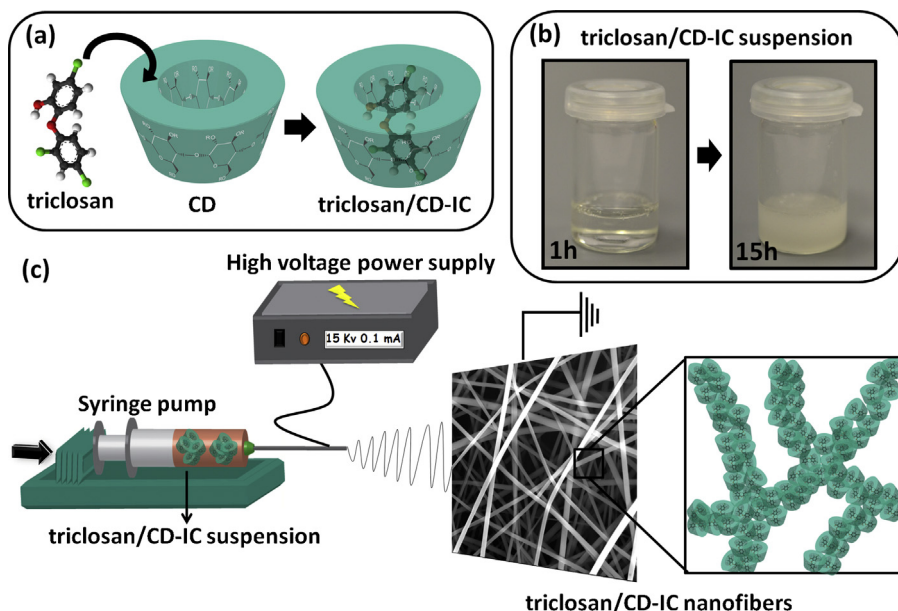 (a)
triclosan
CD
triclosan/CD-IC
(b)
triclosan/CD-IC suspension
1h
15h
(c)
High voltage power supply
15 Kv 0.1 mA
Syringe pump
triclosan/CD-IC suspension
triclosan/CD-IC nanofibers